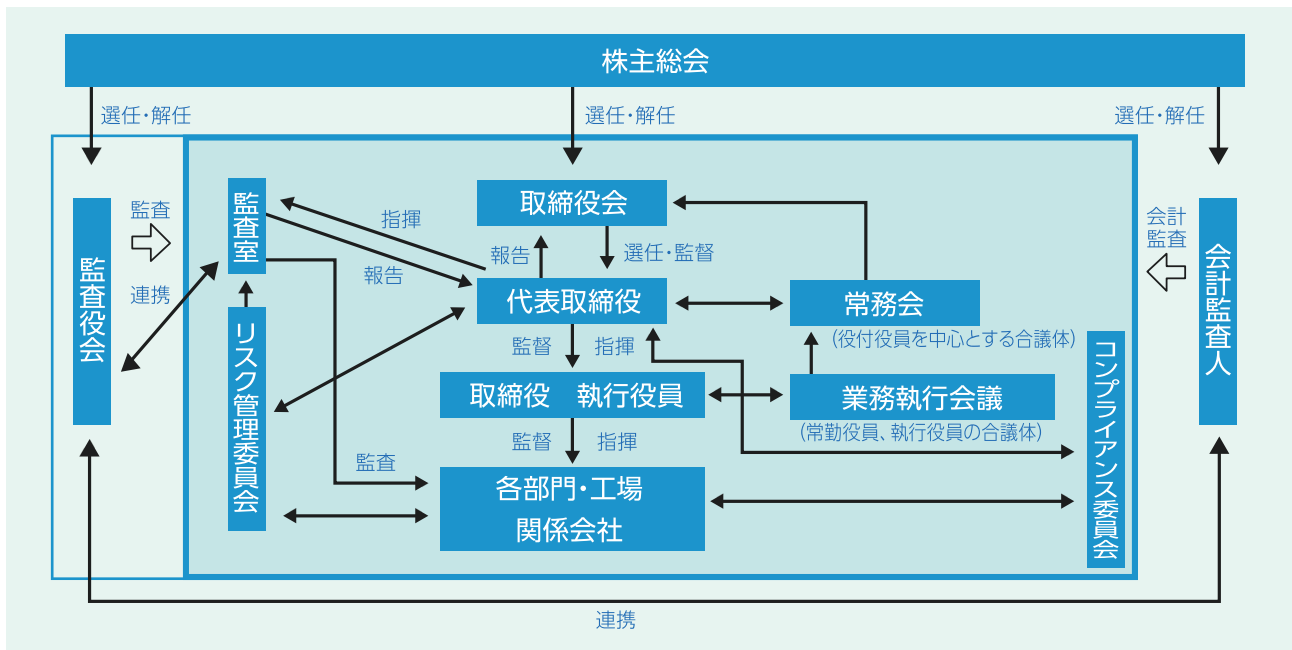 株主総会
選任・解任
選任・解任
選任・解任
監査役会
監査
連携
監査室
指揮
報告
取締役会
報告
選任・監督
会計
監査
会計監査人
代表取締役
常務会
(役付役員を中心とする合議体)
リスク管理委員会
監督
指揮
取締役　執行役員
業務執行会議
(常勤役員、執行役員の合議体)
コンプライアンス委員会
監督
指揮
監査
各部門・工場
関係会社
連携